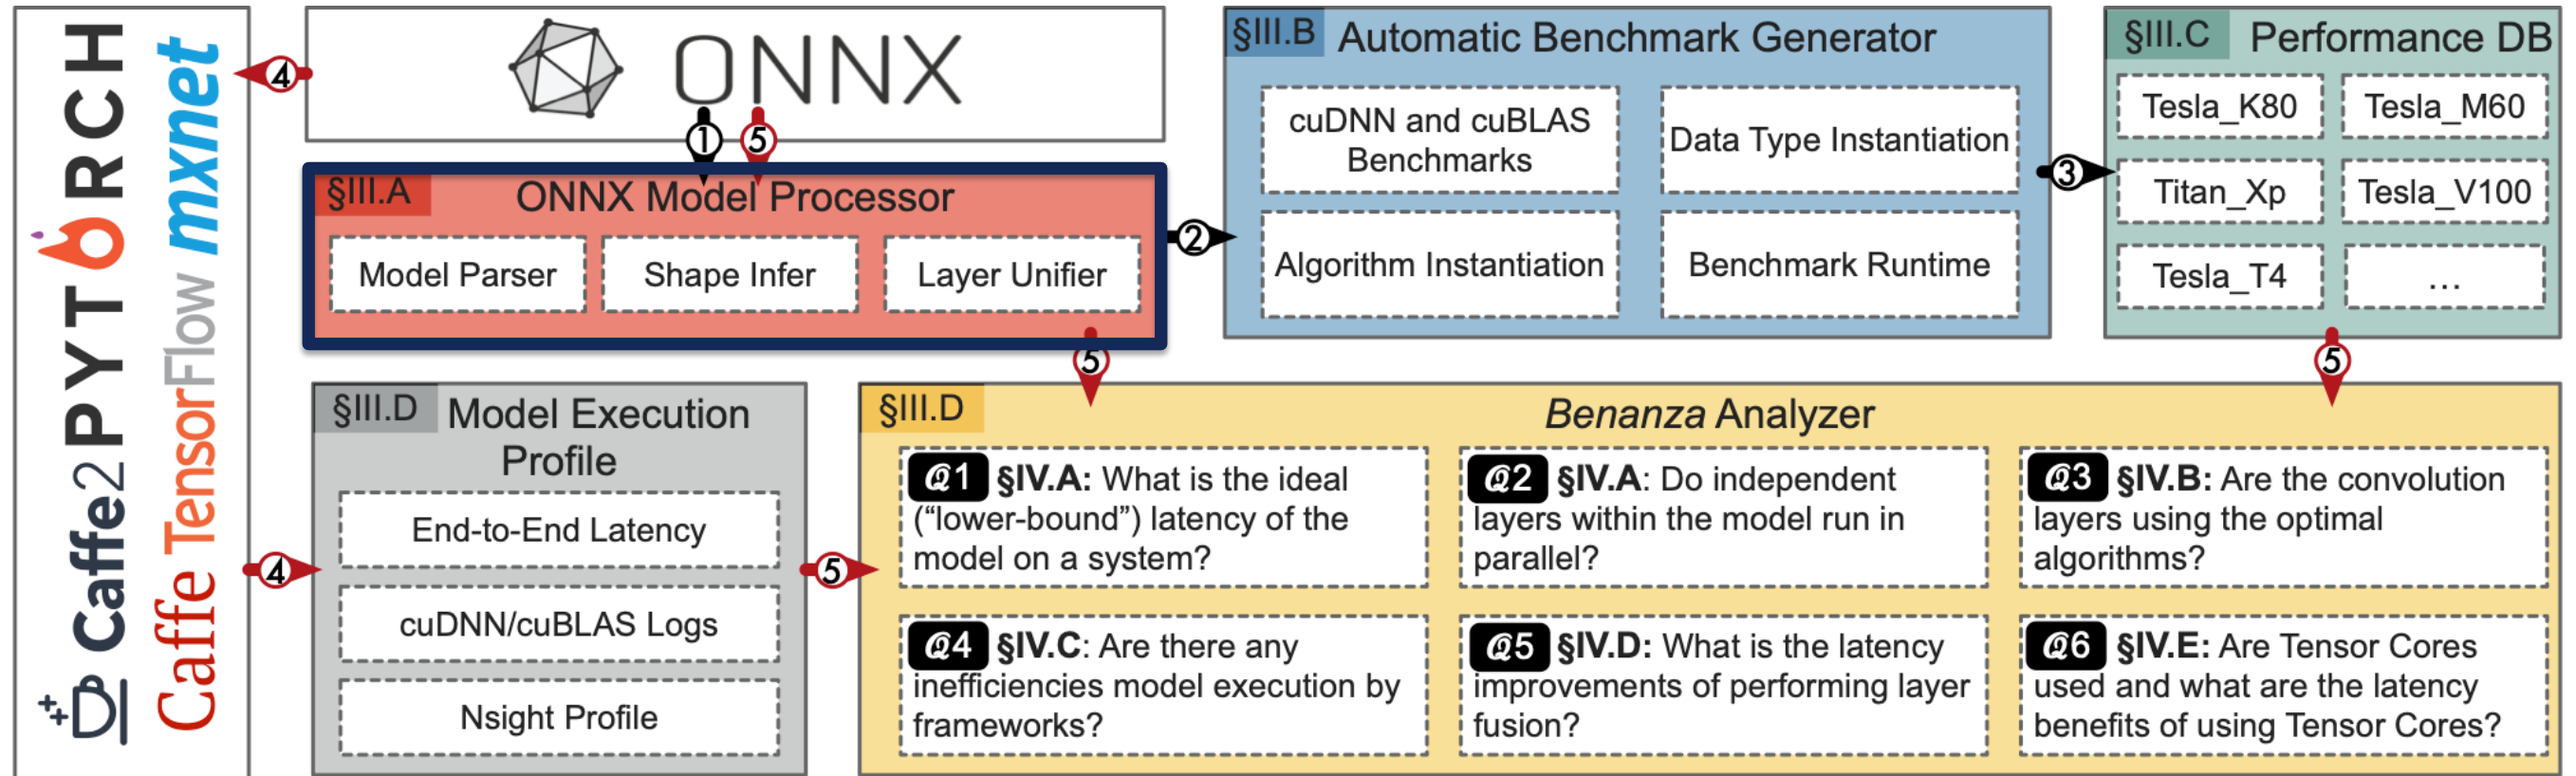 PYTORCH
mxnet
Caffe2
Caffe TensorFlow
4
ONNX
1
5
§III.A
ONNX Model Processor
Model Parser
Shape Infer
Layer Unifier
2
§III.B
Automatic Benchmark Generator
cuDNN and cuBLAS
Benchmarks
Data Type Instantiation
Algorithm Instantiation
Benchmark Runtime
3
§III.C
Performance DB
Tesla_K80
Tesla_M60
Titan_Xp
Tesla_V100
Tesla_T4
...
5
5
4
§III.D
Model Execution
Profile
End-to-End Latency
cuDNN/cuBLAS Logs
Nsight Profile
5
§III.D
Benanza Analyzer
Q1 §IV.A: What is the ideal
(“lower-bound”) latency of the
model on a system?
Q2 §IV.A: Do independent
layers within the model run in
parallel?
Q3 §IV.B: Are the convolution
layers using the optimal
algorithms?
Q4 §IV.C: Are there any
inefficiencies model execution by
frameworks?
Q5 §IV.D: What is the latency
improvements of performing layer
fusion?
Q6 §IV.E: Are Tensor Cores
used and what are the latency
benefits of using Tensor Cores?